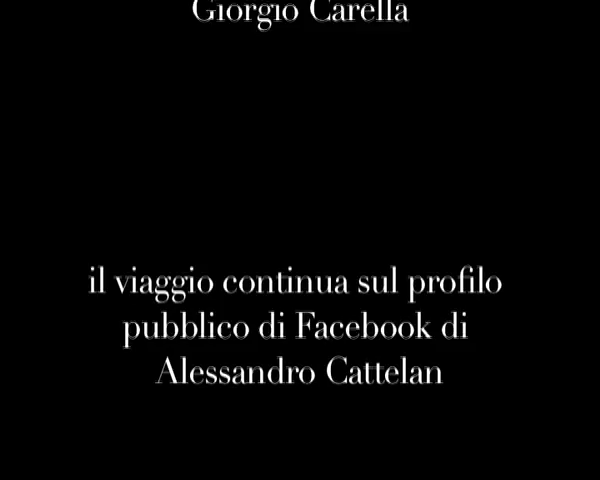 Giorgio Carella
il viaggio continua sul profilo
pubblico di Facebook di
Alessandro Cattelan